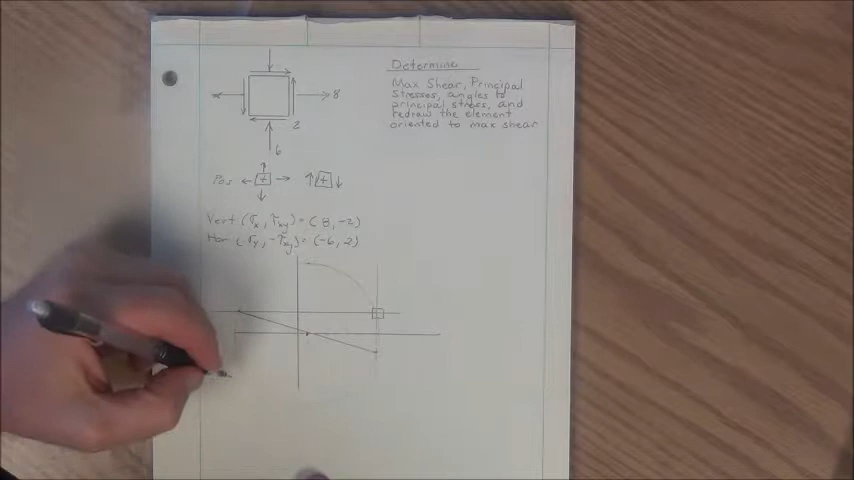 Determine
Max Shear, Principal
Stresses, angles to
principal stress, and
redraw the element
oriented to max shear
8
2
6
Pos
+
+
Vert (σx, τxy) = (8, -2)
Hor (σy, -τxy) = (-6, 2)